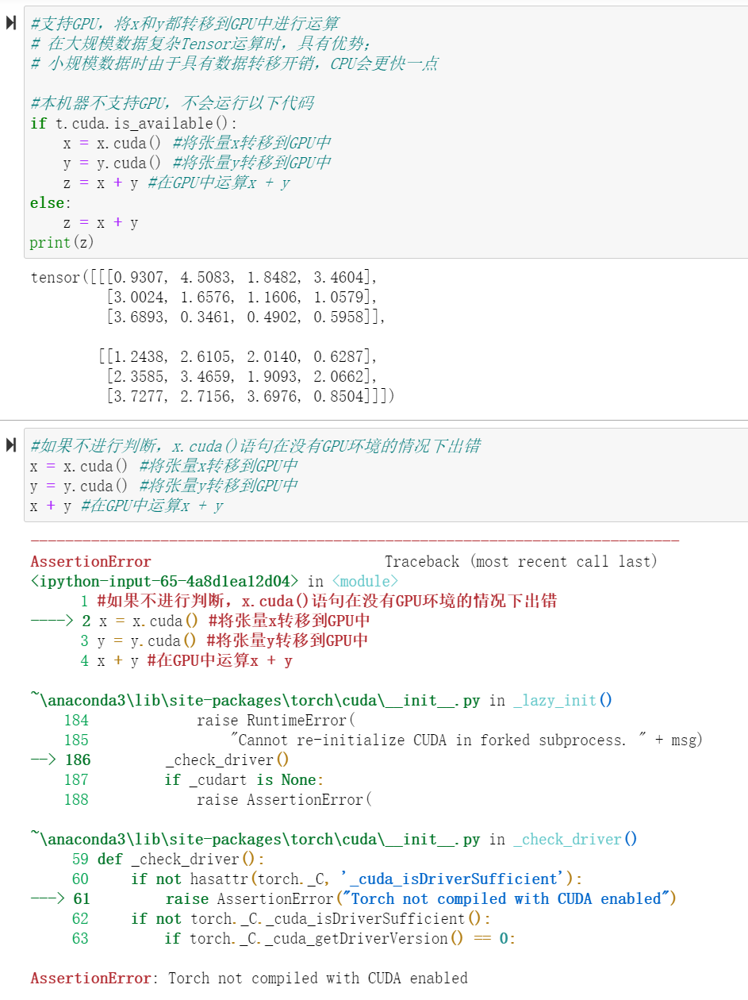 #支持GPU，将x和y都转移到GPU中进行运算
# 在大规模数据复杂Tensor运算时，具有优势；
# 小规模数据时由于具有数据转移开销，CPU会更快一点
#本机器不支持GPU，不会运行以下代码
if t.cuda.is_available():
    x = x.cuda() #将张量x转移到GPU中
    y = y.cuda() #将张量y转移到GPU中
    z = x + y #在GPU中运算x + y
else:
    z = x + y
print(z)
tensor([[[0.9307, 4.5083, 1.8482, 3.4604],
         [3.0024, 1.6576, 1.1606, 1.0579],
         [3.6893, 0.3461, 0.4902, 0.5958]],
        [[1.2438, 2.6105, 2.0140, 0.6287],
         [2.3585, 3.4659, 1.9093, 2.0662],
         [3.7277, 2.7156, 3.6976, 0.8504]]])
#如果不进行判断，x.cuda()语句在没有GPU环境的情况下出错
x = x.cuda() #将张量x转移到GPU中
y = y.cuda() #将张量y转移到GPU中
x + y #在GPU中运算x + y
---------------------------------------------------------------------------
AssertionError                            Traceback (most recent call last)
<ipython-input-65-4a8d1ea12d04> in <module>
      1 #如果不进行判断，x.cuda()语句在没有GPU环境的情况下出错
----> 2 x = x.cuda() #将张量x转移到GPU中
      3 y = y.cuda() #将张量y转移到GPU中
      4 x + y #在GPU中运算x + y
~\anaconda3\lib\site-packages\torch\cuda\__init__.py in _lazy_init()
    184             raise RuntimeError(
    185                 "Cannot re-initialize CUDA in forked subprocess. " + msg)
--> 186         _check_driver()
    187         if _cudart is None:
    188             raise AssertionError(
~\anaconda3\lib\site-packages\torch\cuda\__init__.py in _check_driver()
     59 def _check_driver():
     60     if not hasattr(torch._C, '_cuda_isDriverSufficient'):
---> 61         raise AssertionError("Torch not compiled with CUDA enabled")
     62     if not torch._C._cuda_isDriverSufficient():
     63         if torch._C._cuda_getDriverVersion() == 0:
AssertionError: Torch not compiled with CUDA enabled